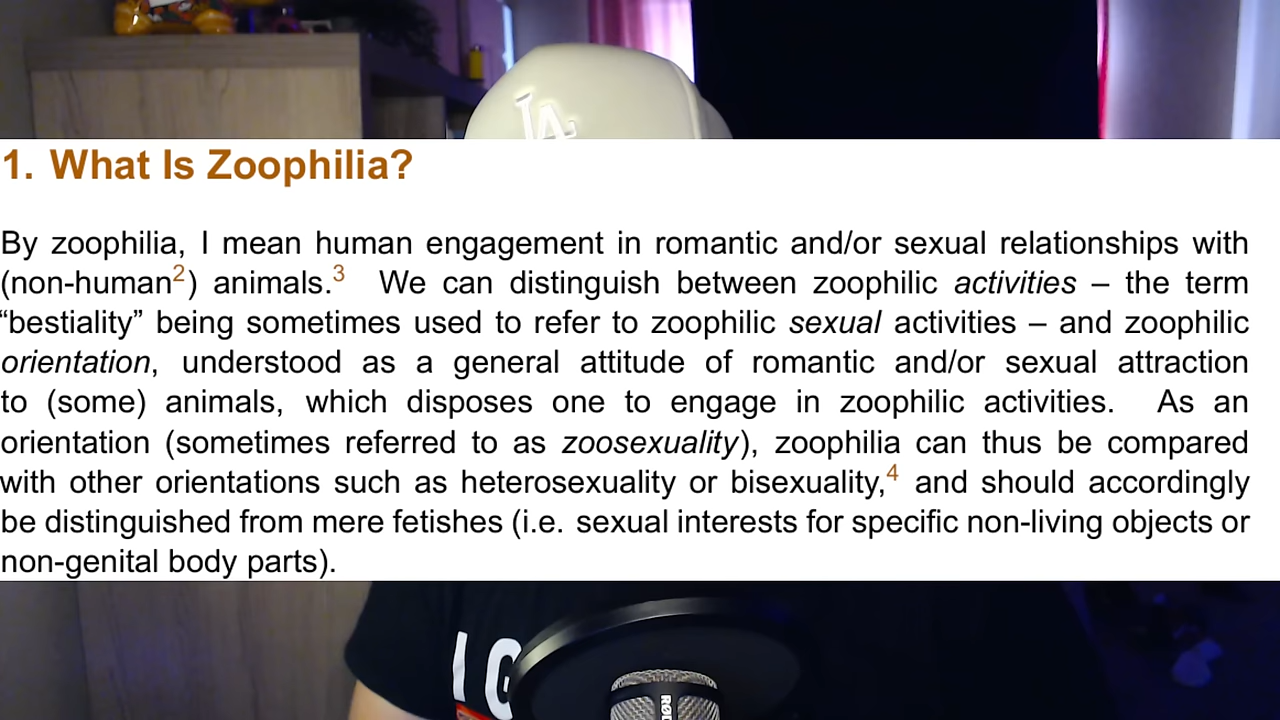 LA
1. What Is Zoophilia?
By zoophilia, I mean human engagement in romantic and/or sexual relationships with
(non-human2) animals.3 We can distinguish between zoophilic activities – the term
“bestiality” being sometimes used to refer to zoophilic sexual activities – and zoophilic
orientation, understood as a general attitude of romantic and/or sexual attraction
to (some) animals, which disposes one to engage in zoophilic activities. As an
orientation (sometimes referred to as zoosexuality), zoophilia can thus be compared
with other orientations such as heterosexuality or bisexuality,4 and should accordingly
be distinguished from mere fetishes (i.e. sexual interests for specific non-living objects or
non-genital body parts).